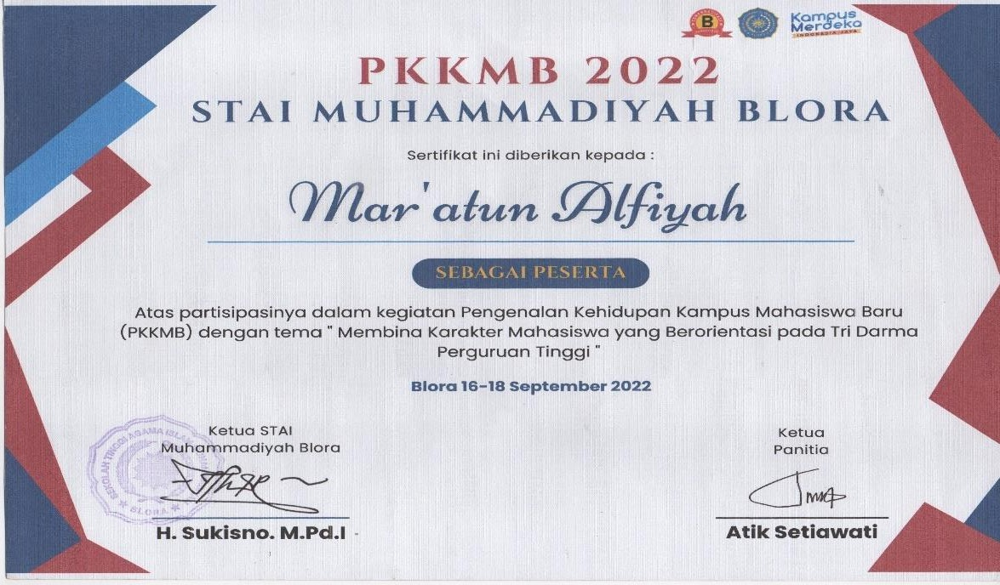 B
Kampus
Merdeka
INDONESIA JAYA
PKKMB 2022
STAI MUHAMMADIYAH BLORA
Sertifikat ini diberikan kepada :
Mar'atun Alfiyah
SEBAGAI PESERTA
Atas partisipasinya dalam kegiatan Pengenalan Kehidupan Kampus Mahasiswa Baru
(PKKMB) dengan tema " Membina Karakter Mahasiswa yang Berorientasi pada Tri Darma
Perguruan Tinggi "
Blora 16-18 September 2022
Ketua STAI
Muhammadiyah Blora
SEKOLAH TINGGI AGAMA ISLAM
BLORA
H. Sukisno. M.Pd.I
Ketua
Panitia
Atik Setiawati